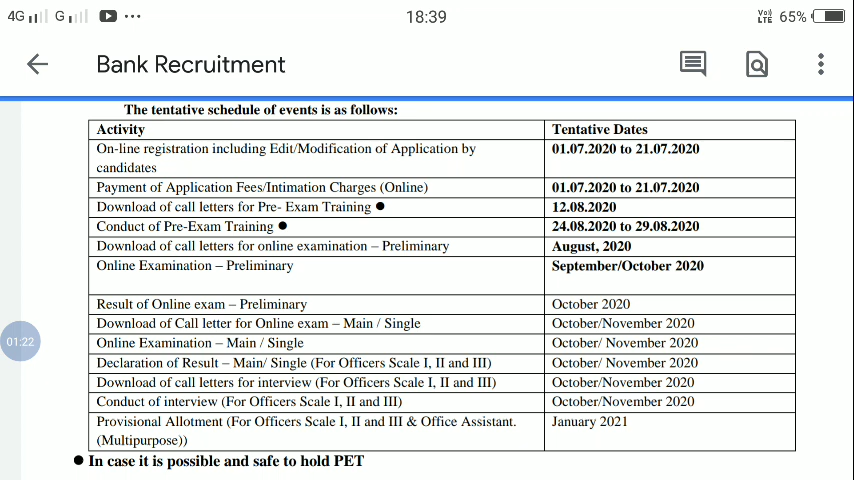 4G G 18:39 Vo)) LTE 65%
Bank Recruitment
The tentative schedule of events is as follows:
Activity Tentative Dates
On-line registration including Edit/Modification of Application by 01.07.2020 to 21.07.2020
candidates
Payment of Application Fees/Intimation Charges (Online) 01.07.2020 to 21.07.2020
Download of call letters for Pre- Exam Training ● 12.08.2020
Conduct of Pre-Exam Training ● 24.08.2020 to 29.08.2020
Download of call letters for online examination – Preliminary August, 2020
Online Examination – Preliminary September/October 2020
Result of Online exam – Preliminary October 2020
Download of Call letter for Online exam – Main / Single October/November 2020
Online Examination – Main / Single October/ November 2020
Declaration of Result – Main/ Single (For Officers Scale I, II and III) October/ November 2020
Download of call letters for interview (For Officers Scale I, II and III) October/November 2020
Conduct of interview (For Officers Scale I, II and III) October/November 2020
Provisional Allotment (For Officers Scale I, II and III & Office Assistant. January 2021
(Multipurpose))
● In case it is possible and safe to hold PET
01:22